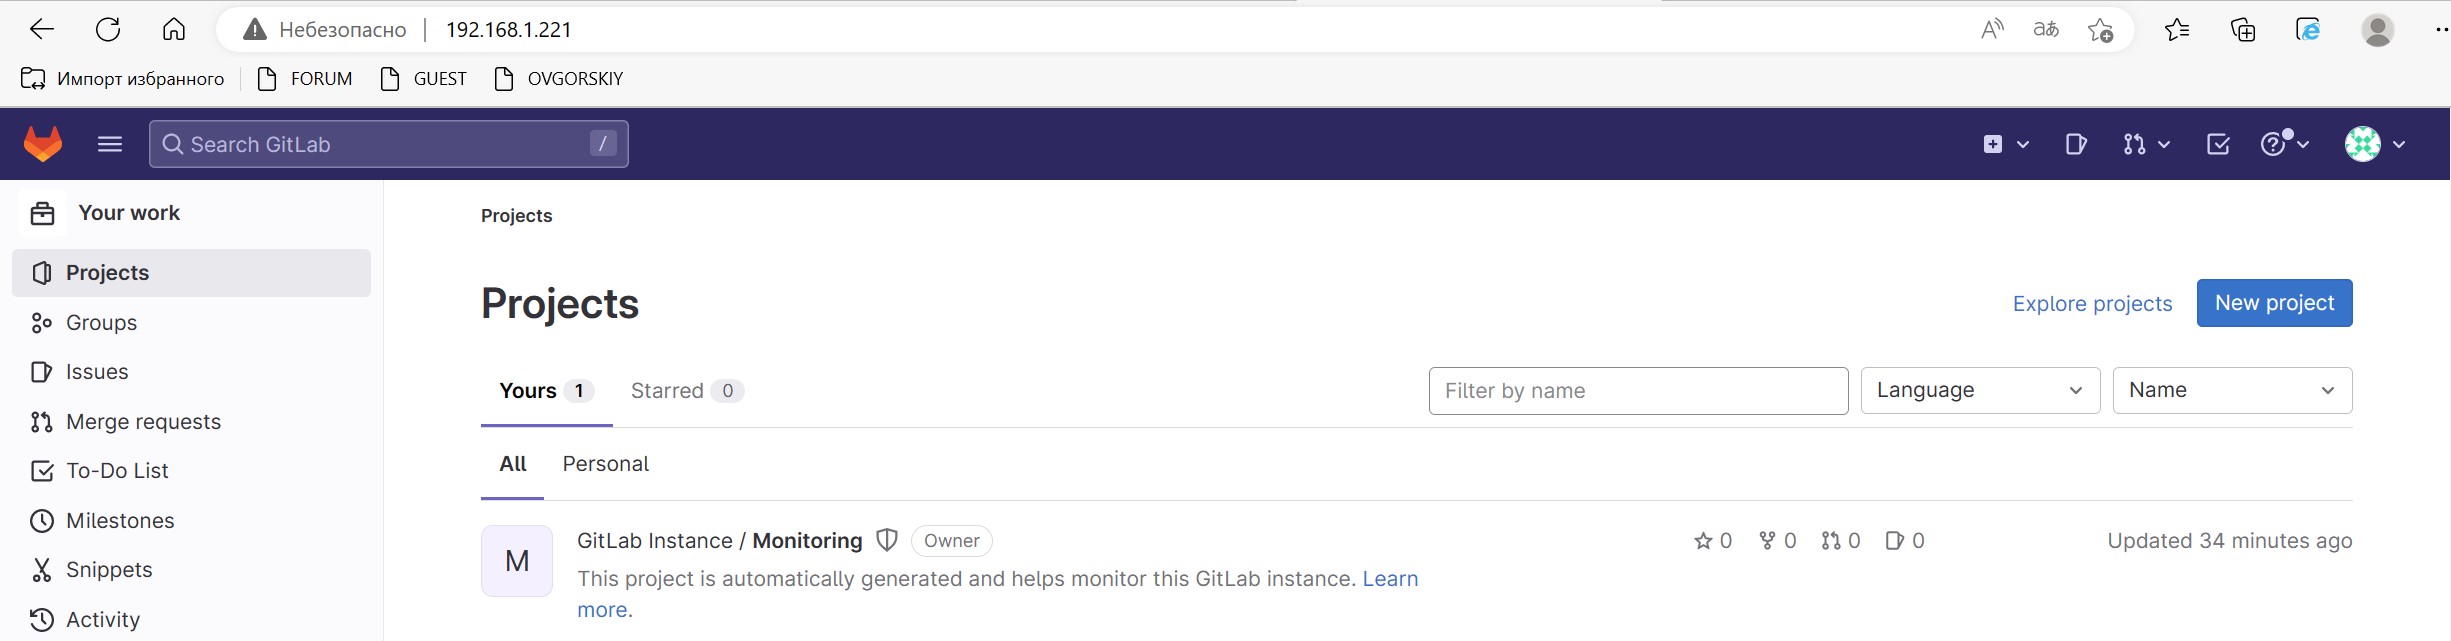 Небезопасно 192.168.1.221
Импорт избранного FORUM GUEST OVGORSKIY
Search GitLab /
Your work
Projects
Groups
Issues
Merge requests
To-Do List
Milestones
Snippets
Activity
Projects
Projects
Explore projects New project
Yours 1 Starred 0
Filter by name Language Name
All Personal
M
GitLab Instance / Monitoring Owner 0 0 0 0 Updated 34 minutes ago
This project is automatically generated and helps monitor this GitLab instance. Learn
more.